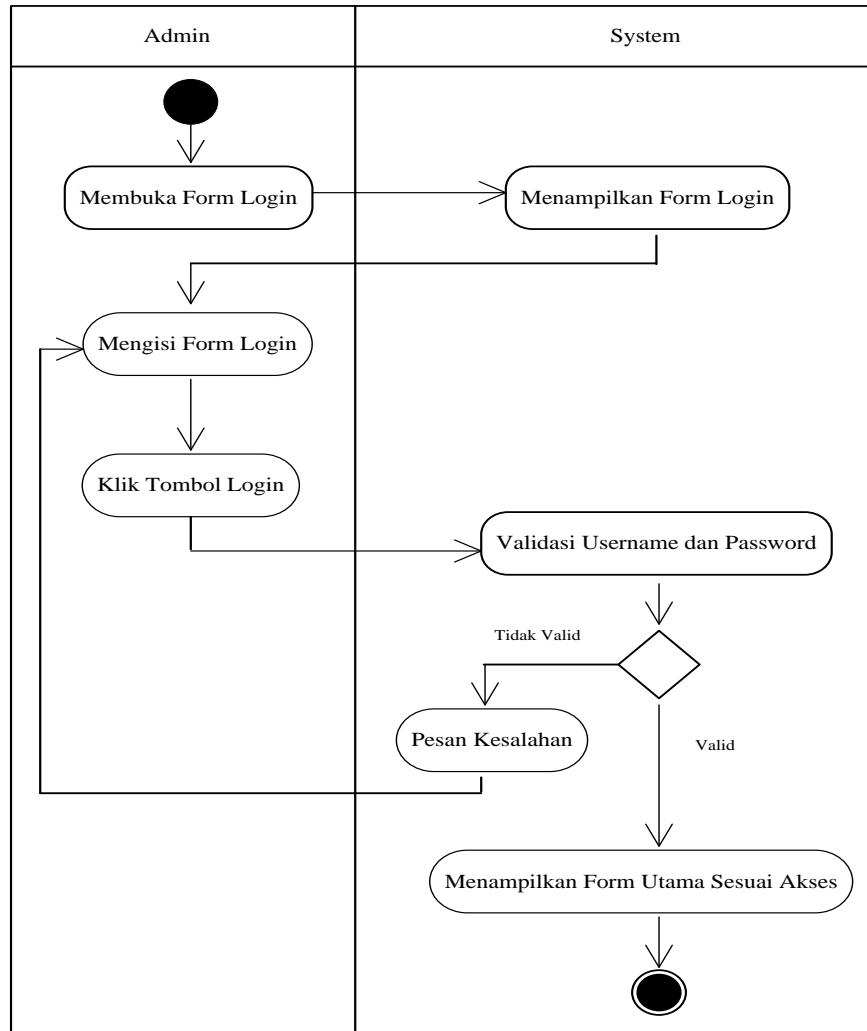 Admin
System
Membuka Form Login
Menampilkan Form Login
Mengisi Form Login
Klik Tombol Login
Validasi Username dan Password
Tidak Valid
Pesan Kesalahan
Valid
Menampilkan Form Utama Sesuai Akses